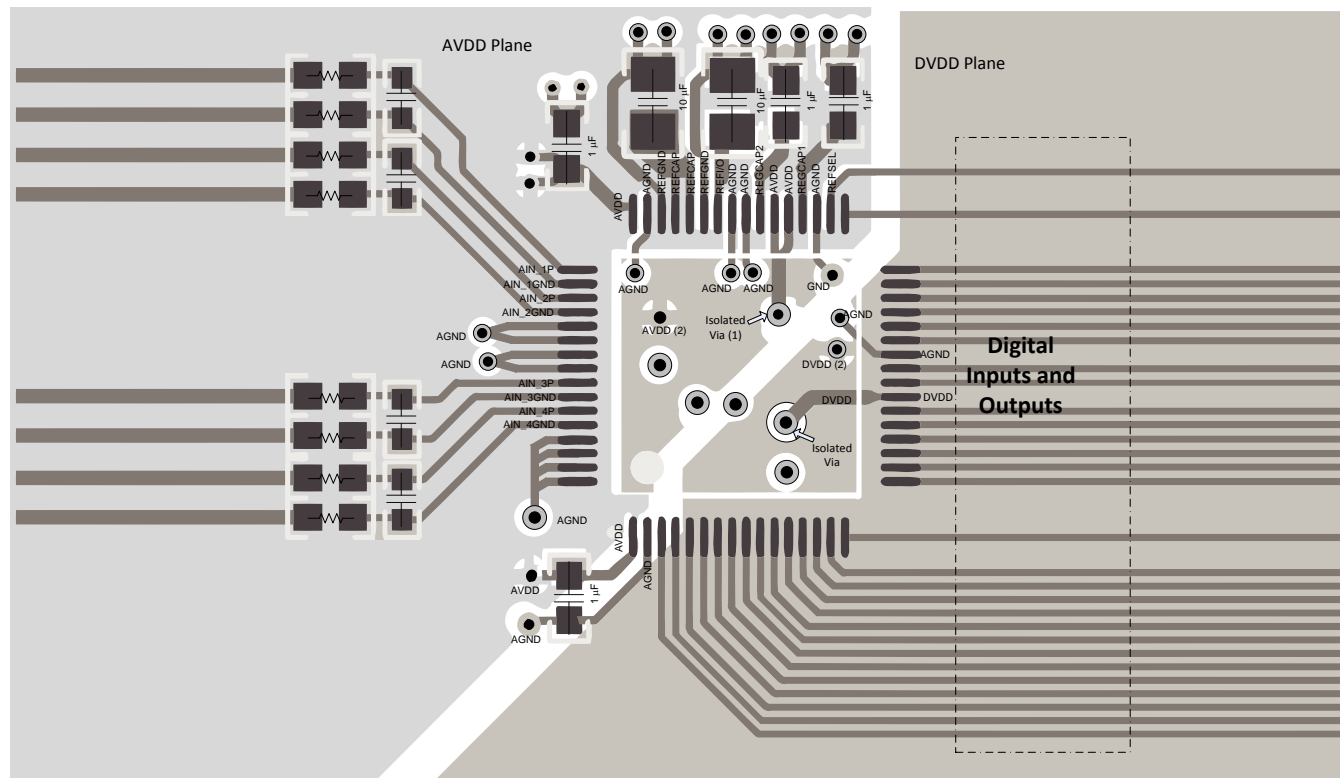 AVDD Plane
DVDD Plane
10 µF
10 µF
1 µF
1 µF
1 µF
AVDD
AGND
REFGND
REFCAP
REFCAP
REFGND
REFI/O
AGND
AGND
REGCAP2
AVDD
AVDD
REGCAP1
AGND
REFSEL
AIN_1P
AIN_1GND
AIN_2P
AIN_2GND
AGND
AGND
AIN_3P
AIN_3GND
AIN_4P
AIN_4GND
AGND
AGND
AGND
AGND
GND
AVDD (2)
Isolated
Via (1)
AGND
DVDD (2)
AGND
DVDD
DVDD
Isolated
Via
Digital
Inputs and
Outputs
AVDD
AGND
AVDD
AGND
1 µF